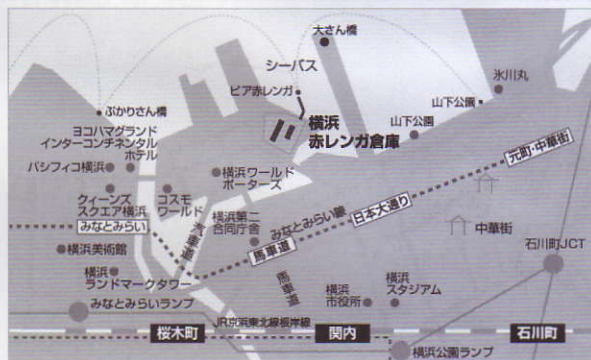 大さん橋
シーバス
ピア赤レンガ
氷川丸
ぷかりさん橋
横浜
赤レンガ倉庫
山下公園
山下公園
ヨコハマグランド
インターコンチネンタル
ホテル
パシフィコ横浜
横浜ワールド
ポーターズ
元町・中華街
クィーンズ
スクエア横浜
コスモ
ワールド
みなとみらい
汽車道
横浜第二
合同庁舎
みなとみらい線
日本大通り
馬車道
中華街
横浜美術館
石川町JCT
横浜
ランドマークタワー
馬車道
横浜
市役所
横浜
スタジアム
みなとみらいランプ
JR京浜東北線根岸線
桜木町
関内
石川町
横浜公園ランプ